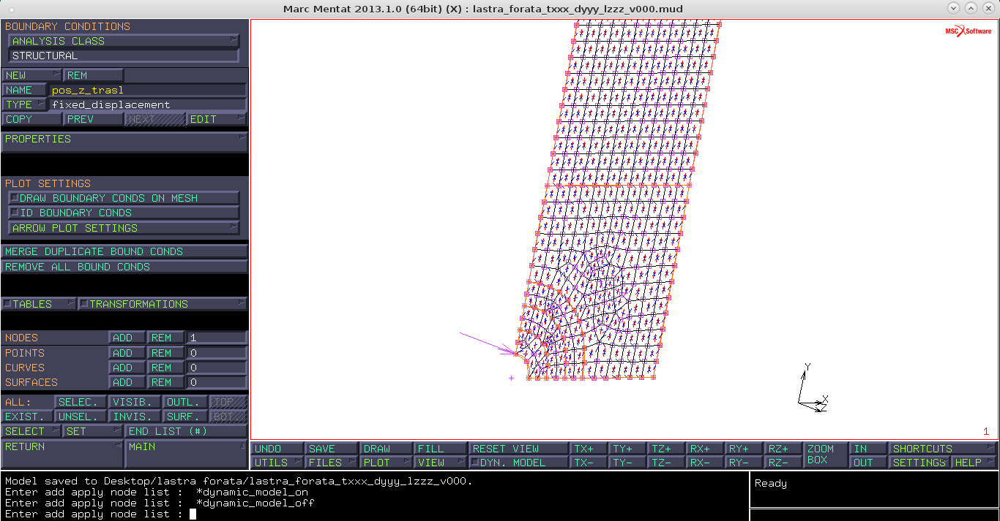 Marc Mentat 2013.1.0 (64bit) (X) : lastra_forata_txxx_dyyy_lzzz_v000.mud
BOUNDARY CONDITIONS
ANALYSIS CLASS
STRUCTURAL
NEW REM
NAME pos_z_trasl
TYPE fixed_displacement
COPY PREV NEXT EDIT
PROPERTIES
PLOT SETTINGS
DRAW BOUNDARY CONDS ON MESH
ID BOUNDARY CONDS
ARROW PLOT SETTINGS
MERGE DUPLICATE BOUND CONDS
REMOVE ALL BOUND CONDS
TABLES TRANSFORMATIONS
NODES ADD REM 1
POINTS ADD REM 0
CURVES ADD REM 0
SURFACES ADD REM 0
ALL: SELEC. VISIB. OUTL. TOP
EXIST. UNSEL. INVIS. SURF. BOT
SELECT SET END LIST (#)
RETURN MAIN
MSC Software
Y
X
Z
1
UNDO SAVE DRAW FILL RESET VIEW TX+ TY+ TZ+ RX+ RY+ RZ+ ZOOM BOX IN SHORTCUTS
UTILS FILES PLOT VIEW DYN. MODEL TX- TY- TZ- RX- RY- RZ- OUT SETTINGS HELP
Model saved to Desktop/lastra forata/lastra_forata_txxx_dyyy_lzzz_v000.
Enter add apply node list : *dynamic_model_on
Enter add apply node list : *dynamic_model_off
Enter add apply node list :
Ready